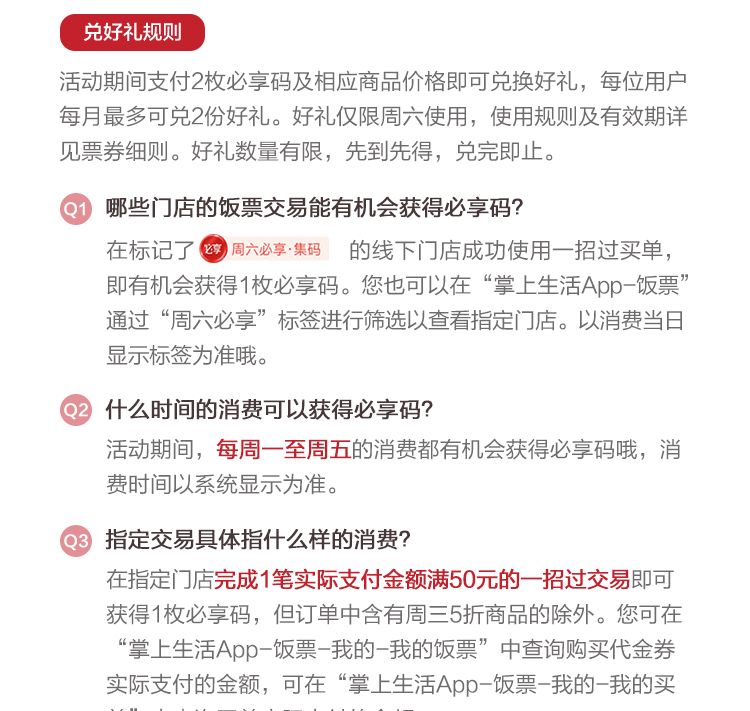 兑好礼规则
活动期间支付2枚必享码及相应商品价格即可兑换好礼，每位用户
每月最多可兑2份好礼。好礼仅限周六使用，使用规则及有效期详
见票券细则。好礼数量有限，先到先得，兑完即止。
Q1 哪些门店的饭票交易能有机会获得必享码？
在标记了 必享 周六必享·集码 的线下门店成功使用一招过买单，
即有机会获得1枚必享码。您也可以在“掌上生活App-饭票”
通过“周六必享”标签进行筛选以查看指定门店。以消费当日
显示标签为准哦。
Q2 什么时间的消费可以获得必享码？
活动期间，每周一至周五的消费都有机会获得必享码哦，消
费时间以系统显示为准。
Q3 指定交易具体指什么样的消费？
在指定门店完成1笔实际支付金额满50元的一招过交易即可
获得1枚必享码，但订单中含有周三5折商品的除外。您可在
“掌上生活App-饭票-我的-我的饭票”中查询购买代金券
实际支付的金额，可在“掌上生活App-饭票-我的-我的买